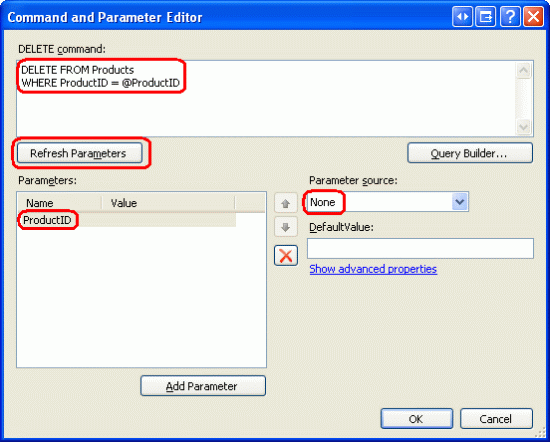 Command and Parameter Editor
DELETE command:
DELETE FROM Products
WHERE ProductID = @ProductID
Refresh Parameters
Query Builder...
Parameters:
Parameter source:
Name Value
None
ProductID
DefaultValue:
Show advanced properties
Add Parameter
OK Cancel